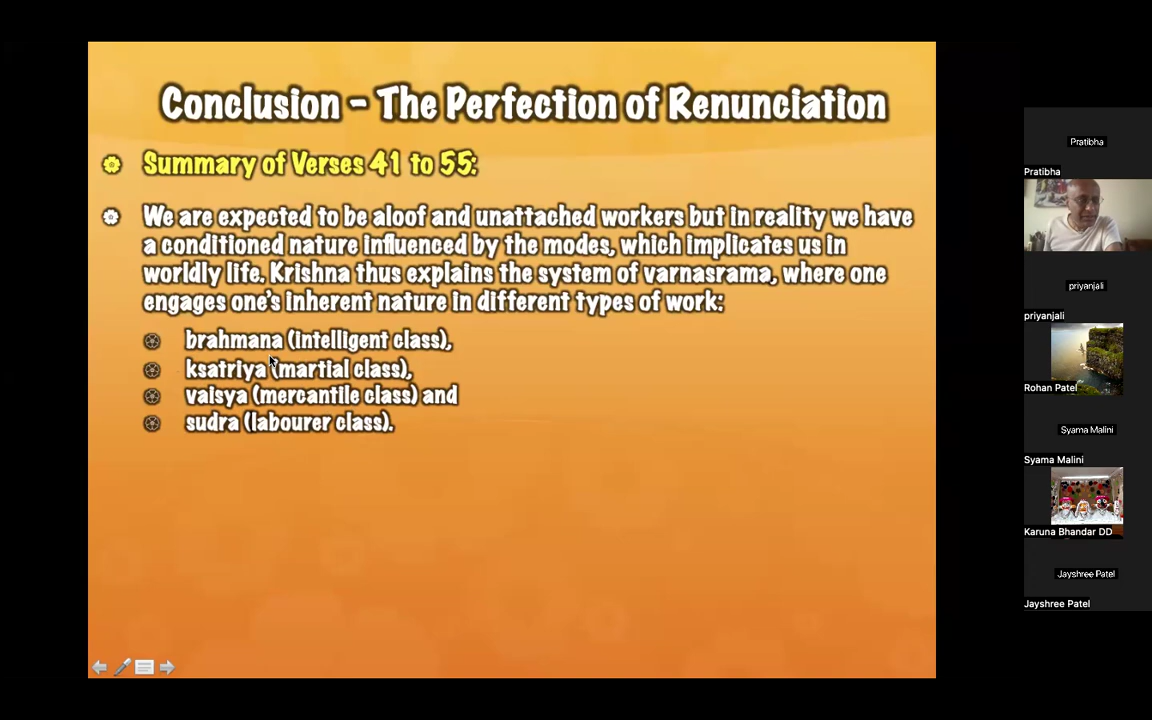 Conclusion - The Perfection of Renunciation
Summary of Verses 41 to 55:
We are expected to be aloof and unattached workers but in reality we have
a conditioned nature influenced by the modes, which implicates us in
worldly life. Krishna thus explains the system of varnasrama, where one
engages one's inherent nature in different types of work:
brahmana (intelligent class),
ksatriya (martial class),
vaisya (mercantile class) and
sudra (labourer class).
Pratibha
Pratibha
priyanjali
priyanjali
Rohan Patel
Syama Malini
Syama Malini
Karuna Bhandar DD
Jayshree Patel
Jayshree Patel